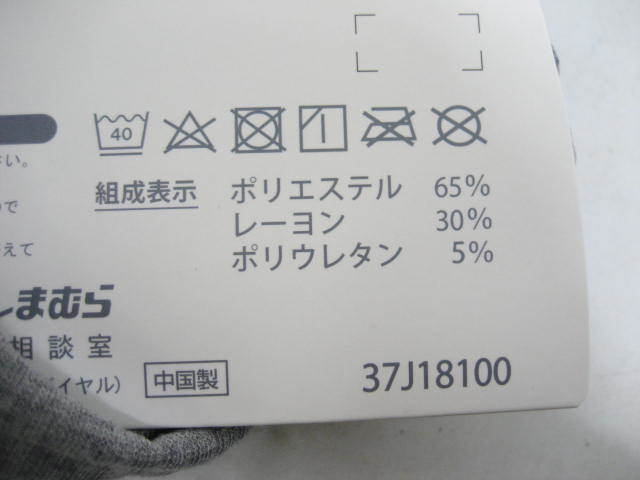 40
さい。
組成表示 ポリエステル 65%
ので
レーヨン 30%
えて
ポリウレタン 5%
しまむら
相談室
イヤル) 中国製 37J18100